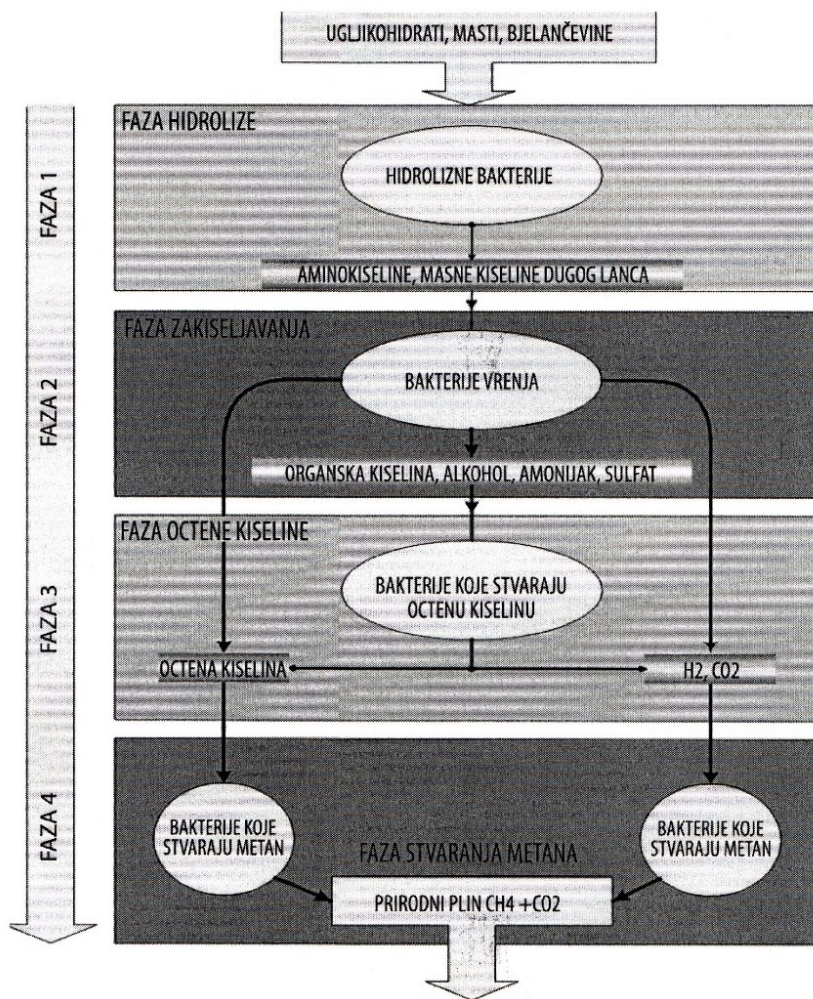 UGLJIKOHIDRATI, MASTI, BJELANČEVINE
FAZA 1
FAZA HIDROLIZE
HIDROLIZNE BAKTERIJE
AMINOKISELINE, MASNE KISELINE DUGOG LANCA
FAZA 2
FAZA ZAKISELJAVANJA
BAKTERIJE VRENJA
ORGANSKA KISELINA, ALKOHOL, AMONIJAK, SULFAT
FAZA 3
FAZA OCTENE KISELINE
BAKTERIJE KOJE STVARAJU
OCTENU KISELINU
OCTENA KISELINA
H2, CO2
FAZA 4
BAKTERIJE KOJE
STVARAJU METAN
FAZA STVARANJA METANA
BAKTERIJE KOJE
STVARAJU METAN
PRIRODNI PLIN CH4 +CO2